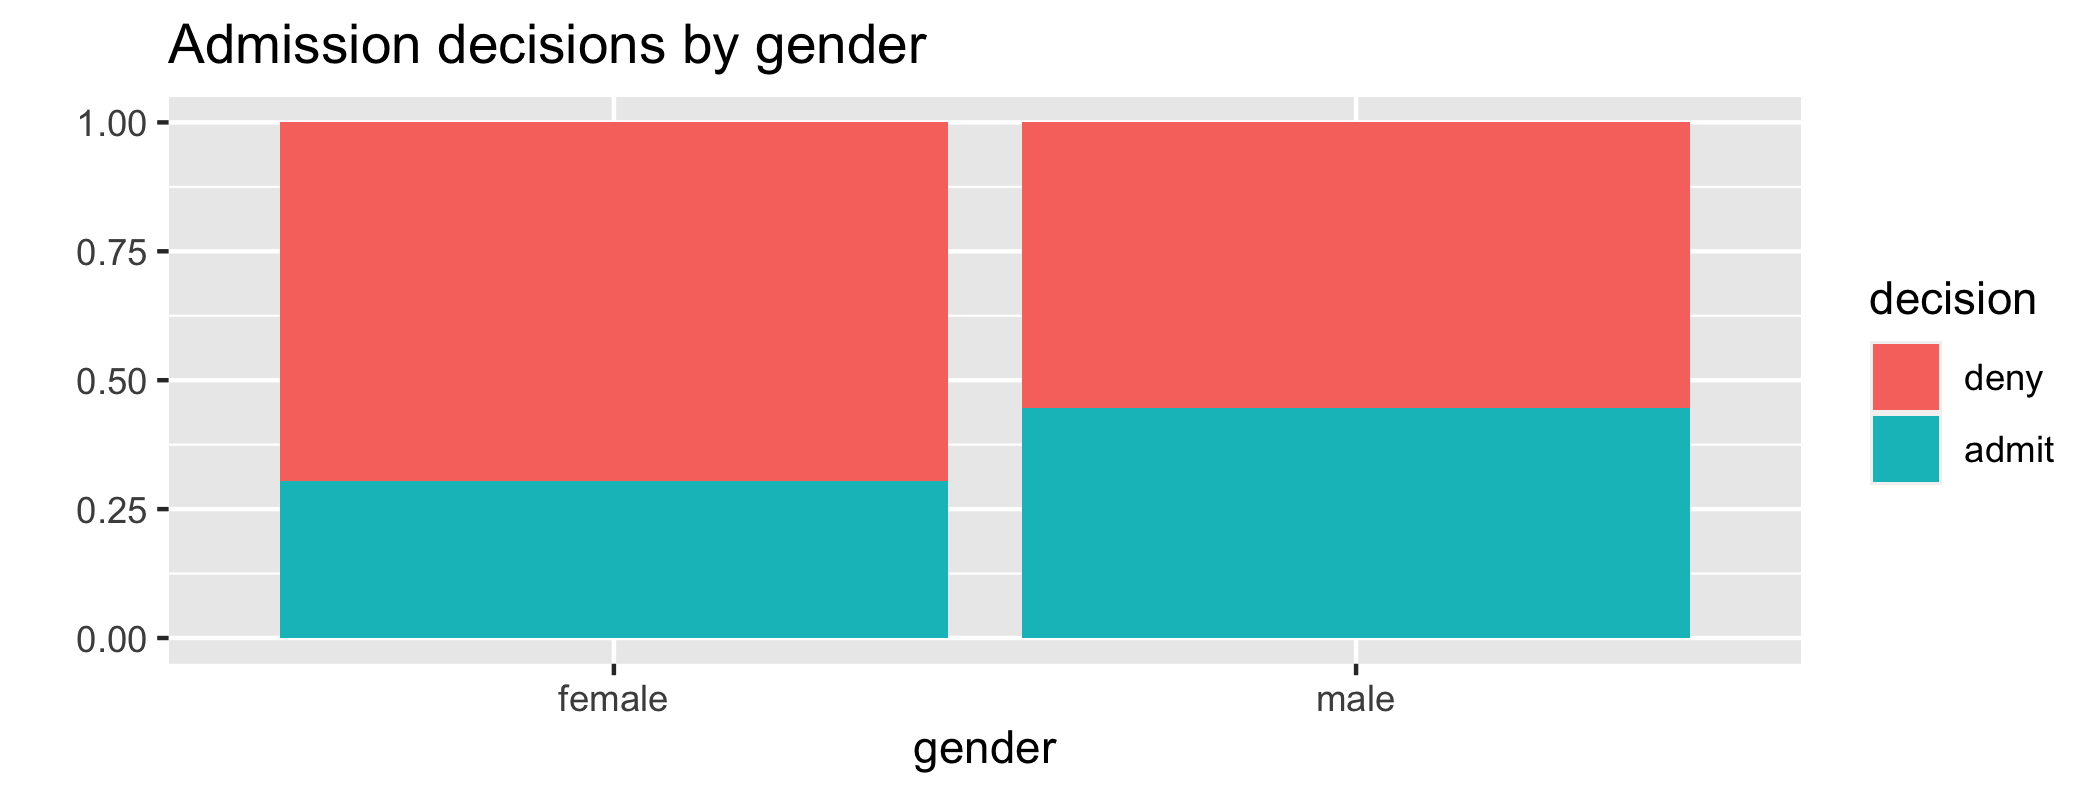 Admission decisions by gender
1.00
0.75
0.50
0.25
0.00
female male
gender
decision
deny
admit